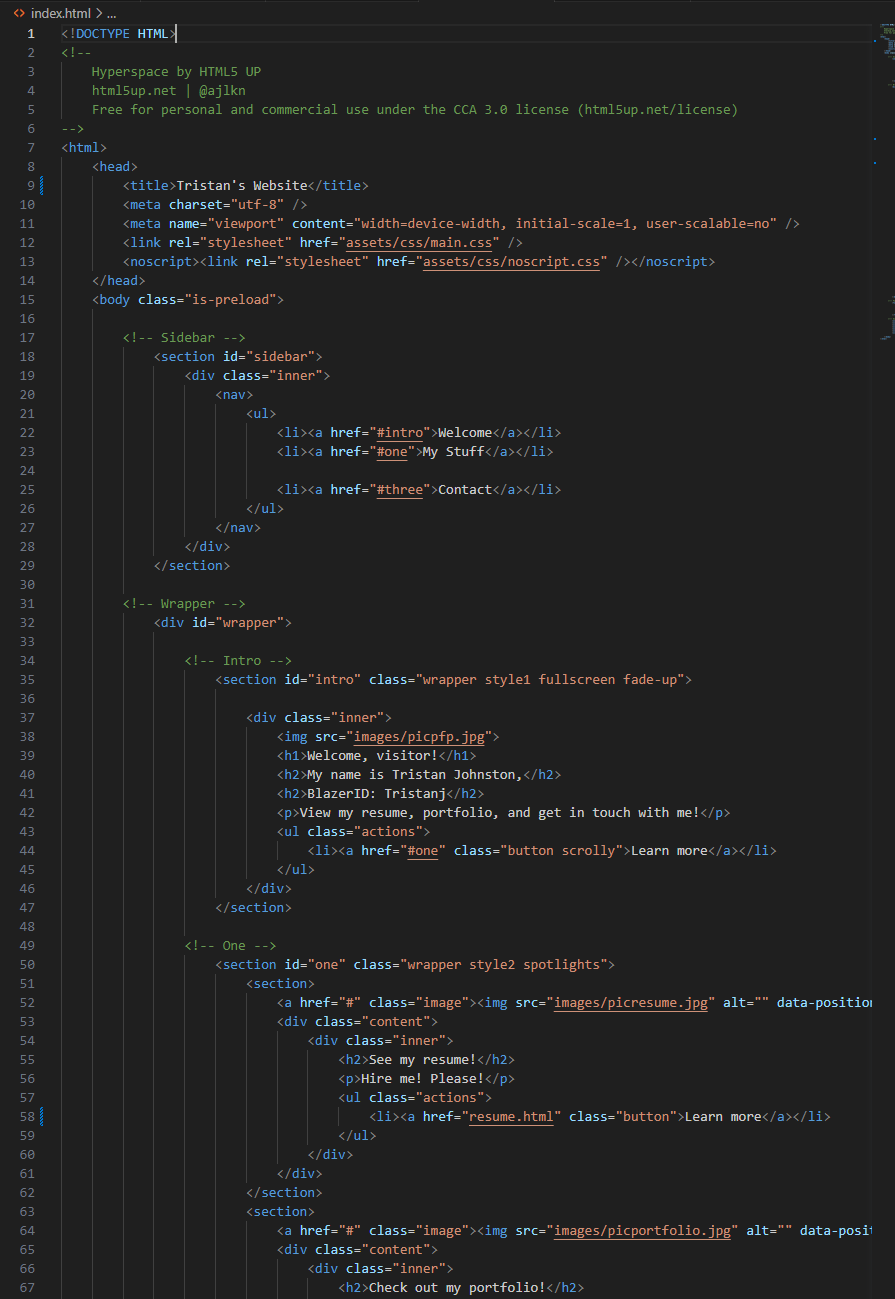 index.html > ...
1 <!DOCTYPE HTML>
2 <!--
3 Hyperspace by HTML5 UP
4 html5up.net | @ajlkn
5 Free for personal and commercial use under the CCA 3.0 license (html5up.net/license)
6 -->
7 <html>
8 <head>
9 <title>Tristan's Website</title>
10 <meta charset="utf-8" />
11 <meta name="viewport" content="width=device-width, initial-scale=1, user-scalable=no" />
12 <link rel="stylesheet" href="assets/css/main.css" />
13 <noscript><link rel="stylesheet" href="assets/css/noscript.css" /></noscript>
14 </head>
15 <body class="is-preload">
16
17 <!-- Sidebar -->
18 <section id="sidebar">
19 <div class="inner">
20 <nav>
21 <ul>
22 <li><a href="#intro">Welcome</a></li>
23 <li><a href="#one">My Stuff</a></li>
24
25 <li><a href="#three">Contact</a></li>
26 </ul>
27 </nav>
28 </div>
29 </section>
30
31 <!-- Wrapper -->
32 <div id="wrapper">
33
34 <!-- Intro -->
35 <section id="intro" class="wrapper style1 fullscreen fade-up">
36
37 <div class="inner">
38 <img src="images/picpfp.jpg">
39 <h1>Welcome, visitor!</h1>
40 <h2>My name is Tristan Johnston,</h2>
41 <h2>BlazerID: Tristanj</h2>
42 <p>View my resume, portfolio, and get in touch with me!</p>
43 <ul class="actions">
44 <li><a href="#one" class="button scrolly">Learn more</a></li>
45 </ul>
46 </div>
47 </section>
48
49 <!-- One -->
50 <section id="one" class="wrapper style2 spotlights">
51 <section>
52 <a href="#" class="image"><img src="images/picresume.jpg" alt="" data-position
53 <div class="content">
54 <div class="inner">
55 <h2>See my resume!</h2>
56 <p>Hire me! Please!</p>
57 <ul class="actions">
58 <li><a href="resume.html" class="button">Learn more</a></li>
59 </ul>
60 </div>
61 </div>
62 </section>
63 <section>
64 <a href="#" class="image"><img src="images/picportfolio.jpg" alt="" data-posit
65 <div class="content">
66 <div class="inner">
67 <h2>Check out my portfolio!</h2>